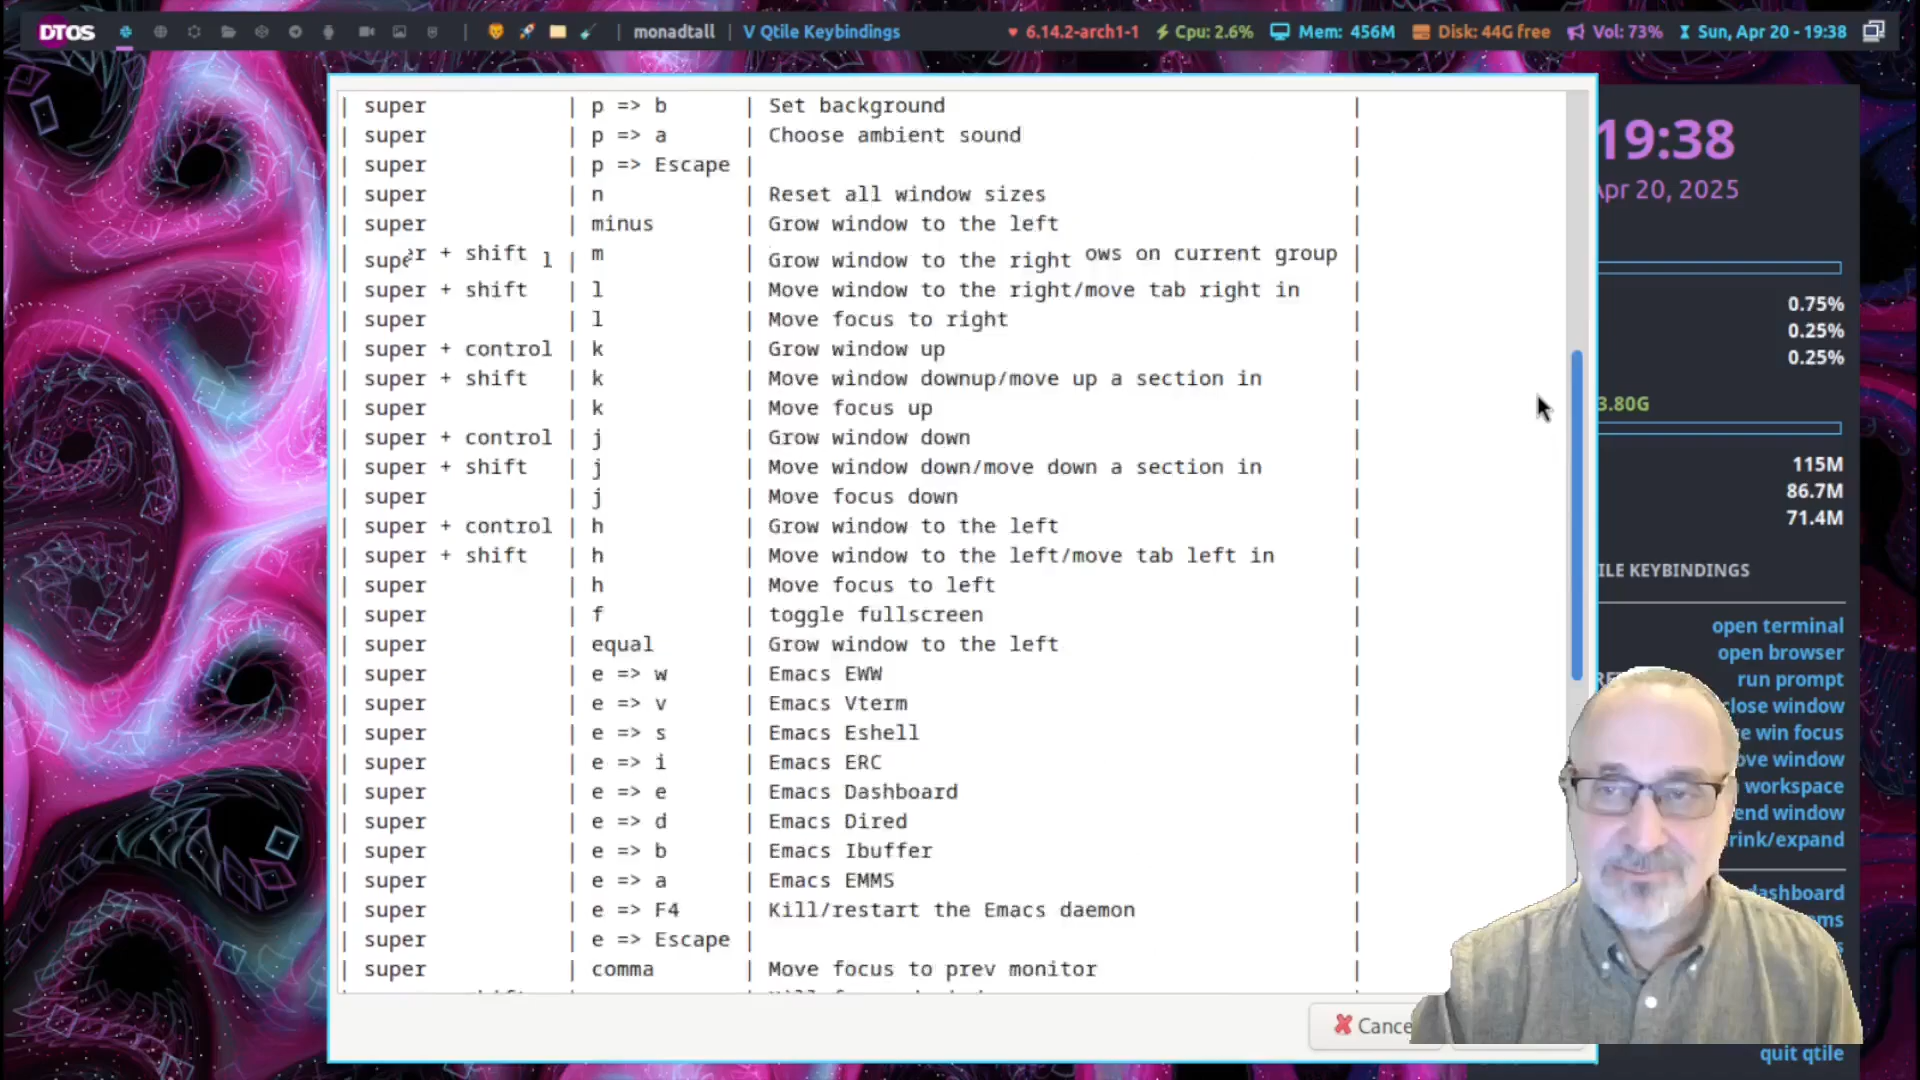 DTOS | monadtall | V Qtile Keybindings 6.14.2-arch1-1 Cpu: 2.6% Mem: 456M Disk: 44G free Vol: 73% Sun, Apr 20 - 19:38
| super | p => b | Set background |
| super | p => a | Choose ambient sound |
| super | p => Escape | |
| super | n | Reset all window sizes |
| super | minus | Grow window to the left |
| super + shift l | m | Grow window to the right ows on current group |
| super + shift | l | Move window to the right/move tab right in |
| super | l | Move focus to right |
| super + control | k | Grow window up |
| super + shift | k | Move window downup/move up a section in |
| super | k | Move focus up |
| super + control | j | Grow window down |
| super + shift | j | Move window down/move down a section in |
| super | j | Move focus down |
| super + control | h | Grow window to the left |
| super + shift | h | Move window to the left/move tab left in |
| super | h | Move focus to left |
| super | f | toggle fullscreen |
| super | equal | Grow window to the left |
| super | e => w | Emacs EWW |
| super | e => v | Emacs Vterm |
| super | e => s | Emacs Eshell |
| super | e => i | Emacs ERC |
| super | e => e | Emacs Dashboard |
| super | e => d | Emacs Dired |
| super | e => b | Emacs Ibuffer |
| super | e => a | Emacs EMMS |
| super | e => F4 | Kill/restart the Emacs daemon |
| super | e => Escape | |
| super | comma | Move focus to prev monitor |
Cance
19:38
Apr 20, 2025
0.75%
0.25%
0.25%
3.80G
115M
86.7M
71.4M
ILE KEYBINDINGS
open terminal
open browser
run prompt
close window
e win focus
ove window
workspace
end window
rink/expand
dashboard
quit qtile